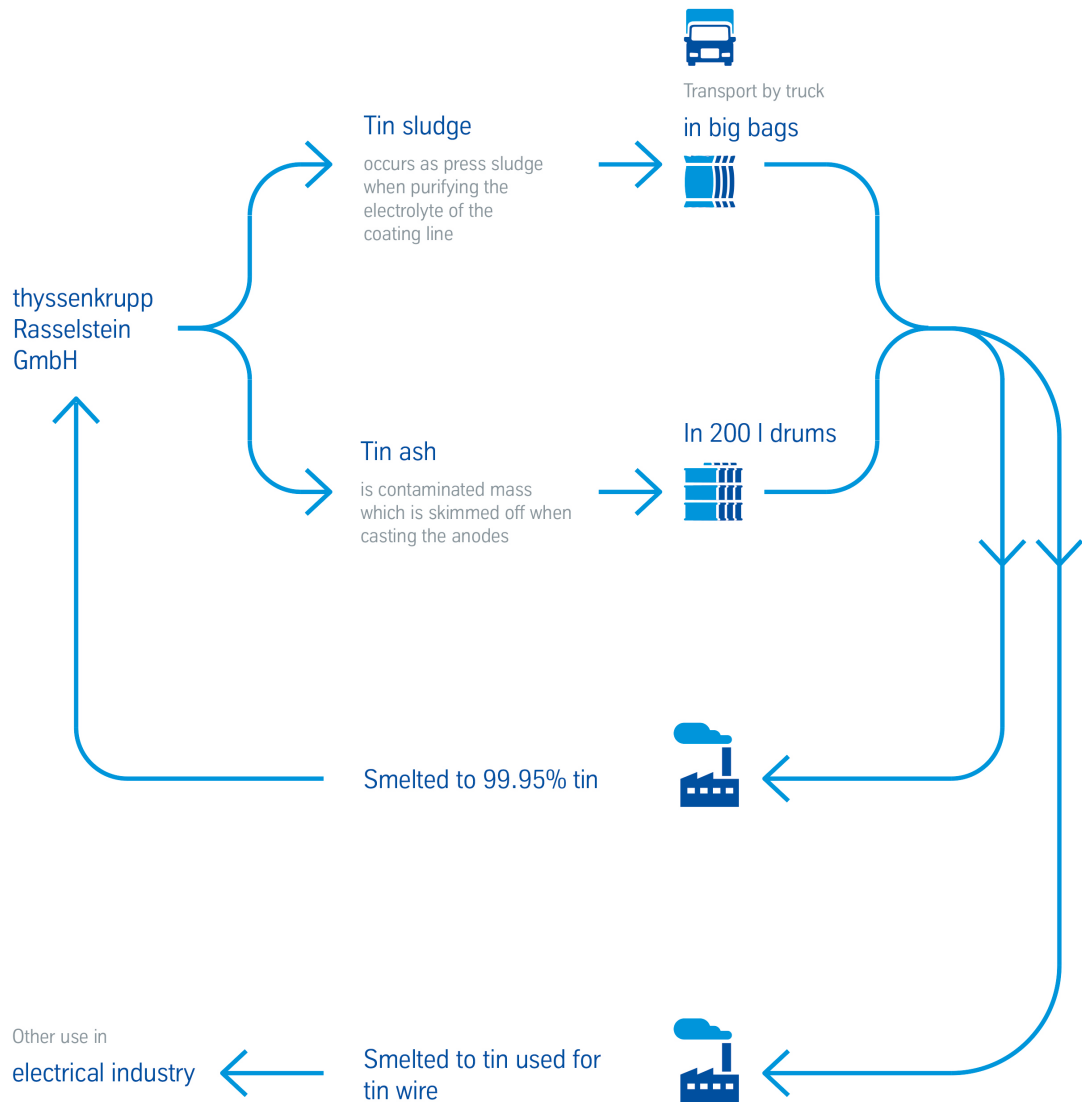 Transport by truck
in big bags
Tin sludge
occurs as press sludge
when purifying the
electrolyte of the
coating line
thyssenkrupp
Rasselstein
GmbH
In 200 l drums
Tin ash
is contaminated mass
which is skimmed off when
casting the anodes
Smelted to 99.95% tin
Other use in
electrical industry
Smelted to tin used for
tin wire